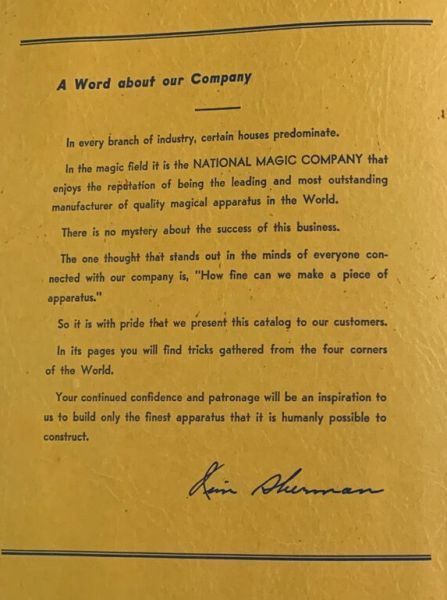 A Word about our Company
In every branch of industry, certain houses predominate.
In the magic field it is the NATIONAL MAGIC COMPANY that
enjoys the reputation of being the leading and most outstanding
manufacturer of quality magical apparatus in the World.
There is no mystery about the success of this business.
The one thought that stands out in the minds of everyone con-
nected with our company is, "How fine can we make a piece of
apparatus."
So it is with pride that we present this catalog to our customers.
In its pages you will find tricks gathered from the four corners
of the World.
Your continued confidence and patronage will be an inspiration to
us to build only the finest apparatus that it is humanly possible to
construct.
Sherman